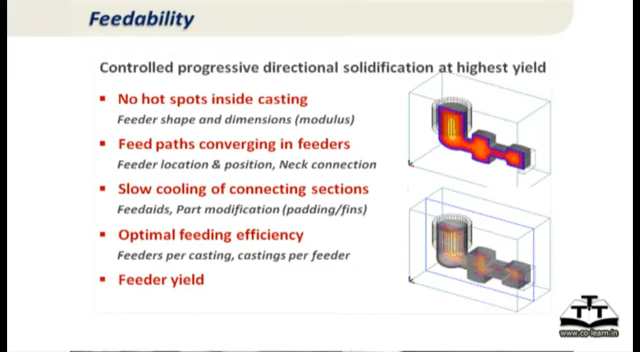 Feedability
Controlled progressive directional solidification at highest yield
No hot spots inside casting
Feeder shape and dimensions (modulus)
Feed paths converging in feeders
Feeder location & position, Neck connection
Slow cooling of connecting sections
Feedaids, Part modification (padding/fins)
Optimal feeding efficiency
Feeders per casting, castings per feeder
Feeder yield
TTT
www.co-learn.in